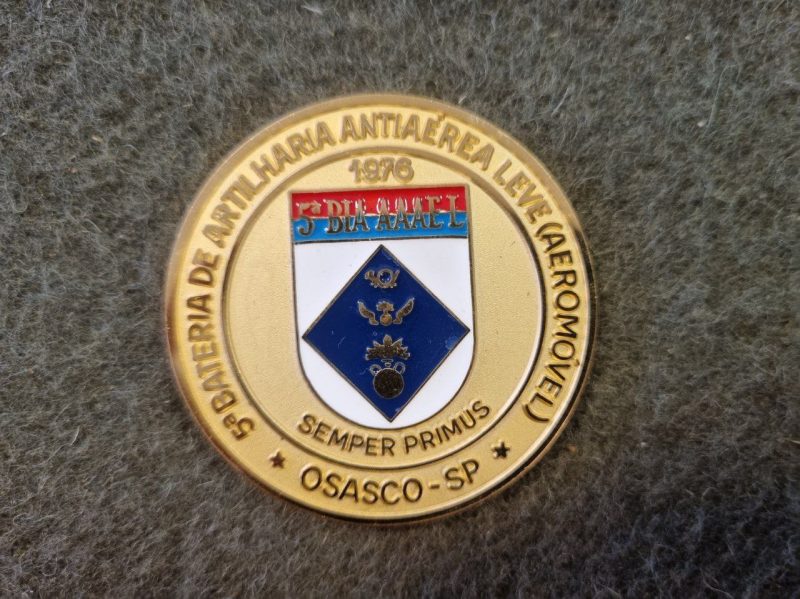 5ª BATERIA DE ARTILHARIA ANTIAÉREA LEVE (AEROMÓVEL)
1976
5ª BIA AAAE L
SEMPER PRIMUS
★ OSASCO - SP ★